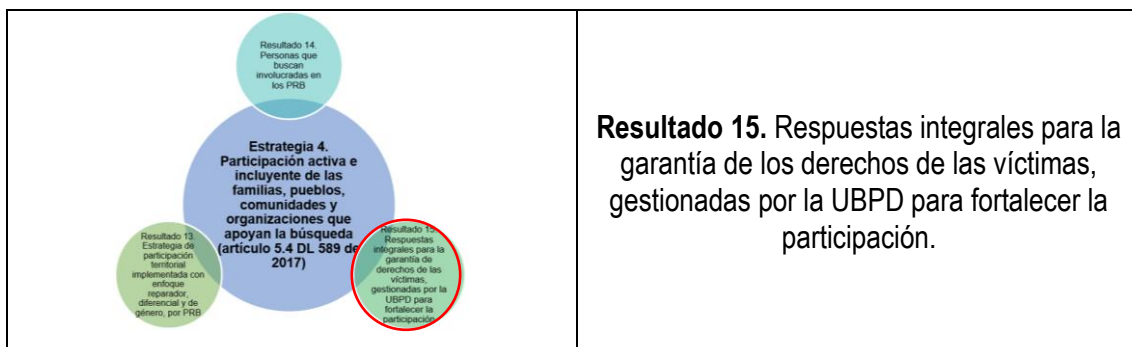 Resultado 14.
Personas que
buscan
involucradas en
los PRB
Estrategia 4.
Participación activa e
incluyente de las
familias, pueblos,
comunidades y
organizaciones que
apoyan la búsqueda
(artículo 5.4 DL 589 de
2017)
Resultado 13.
Estrategia de
participación
territorial
implementada con
enfoque
reparador,
diferencial y de
género, por PRB
Resultado 15.
Respuestas
integrales para la
garantía de
derechos de las
víctimas,
gestionadas por la
UBPD para
fortalecer la
participación
Resultado 15. Respuestas integrales para la
garantía de los derechos de las víctimas,
gestionadas por la UBPD para fortalecer la
participación.